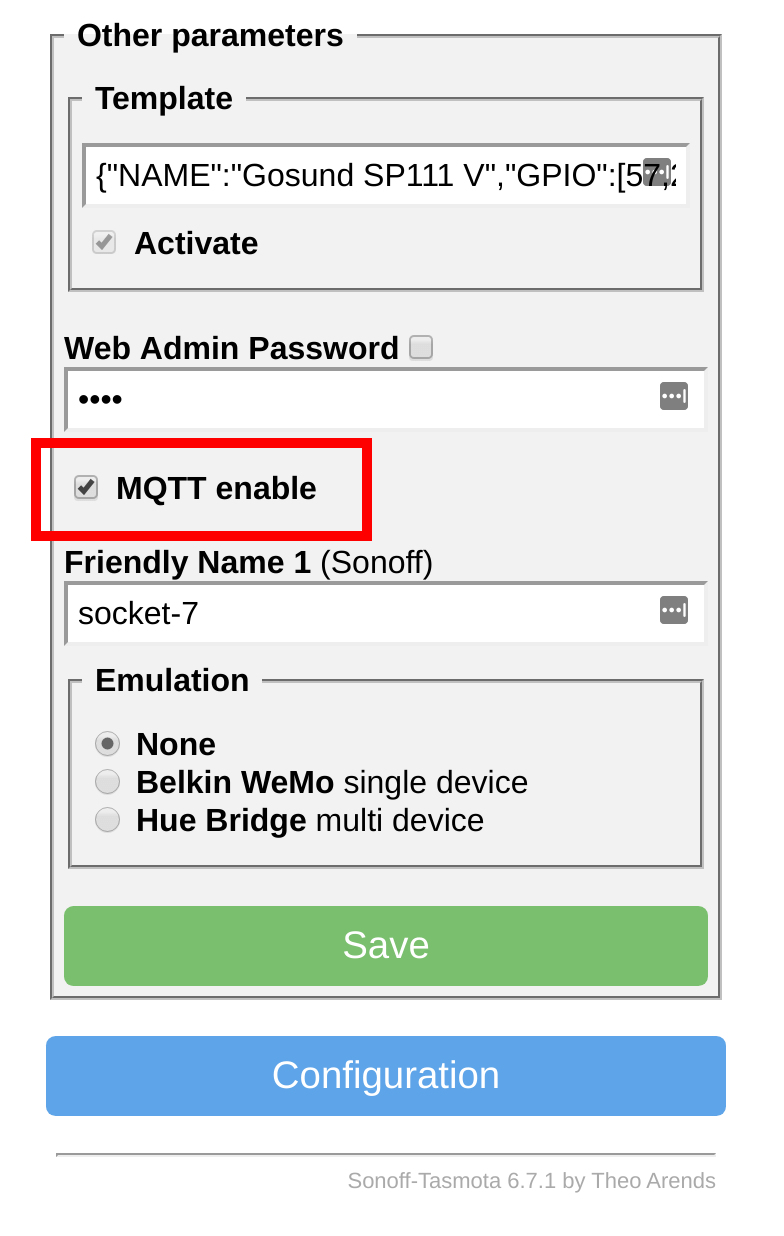 Other parameters
Template
{"NAME":"Gosund SP111 V","GPIO":[57,2
Activate
Web Admin Password
••••
MQTT enable
Friendly Name 1 (Sonoff)
socket-7
Emulation
None
Belkin WeMo single device
Hue Bridge multi device
Save
Configuration
Sonoff-Tasmota 6.7.1 by Theo Arends